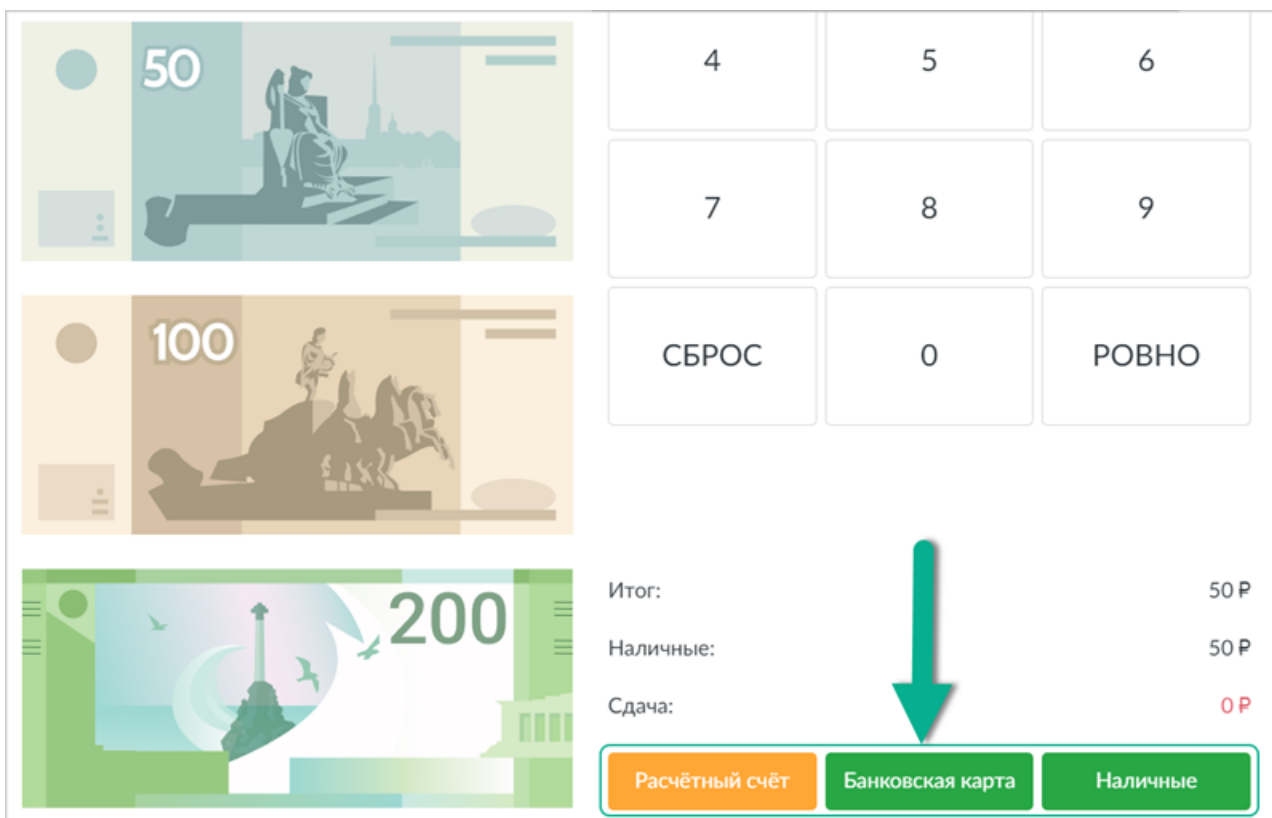 50
100
200
4 5 6
7 8 9
СБРОС 0 РОВНО
Итог: 50 ₽
Наличные: 50 ₽
Сдача: 0 ₽
Расчётный счёт Банковская карта Наличные